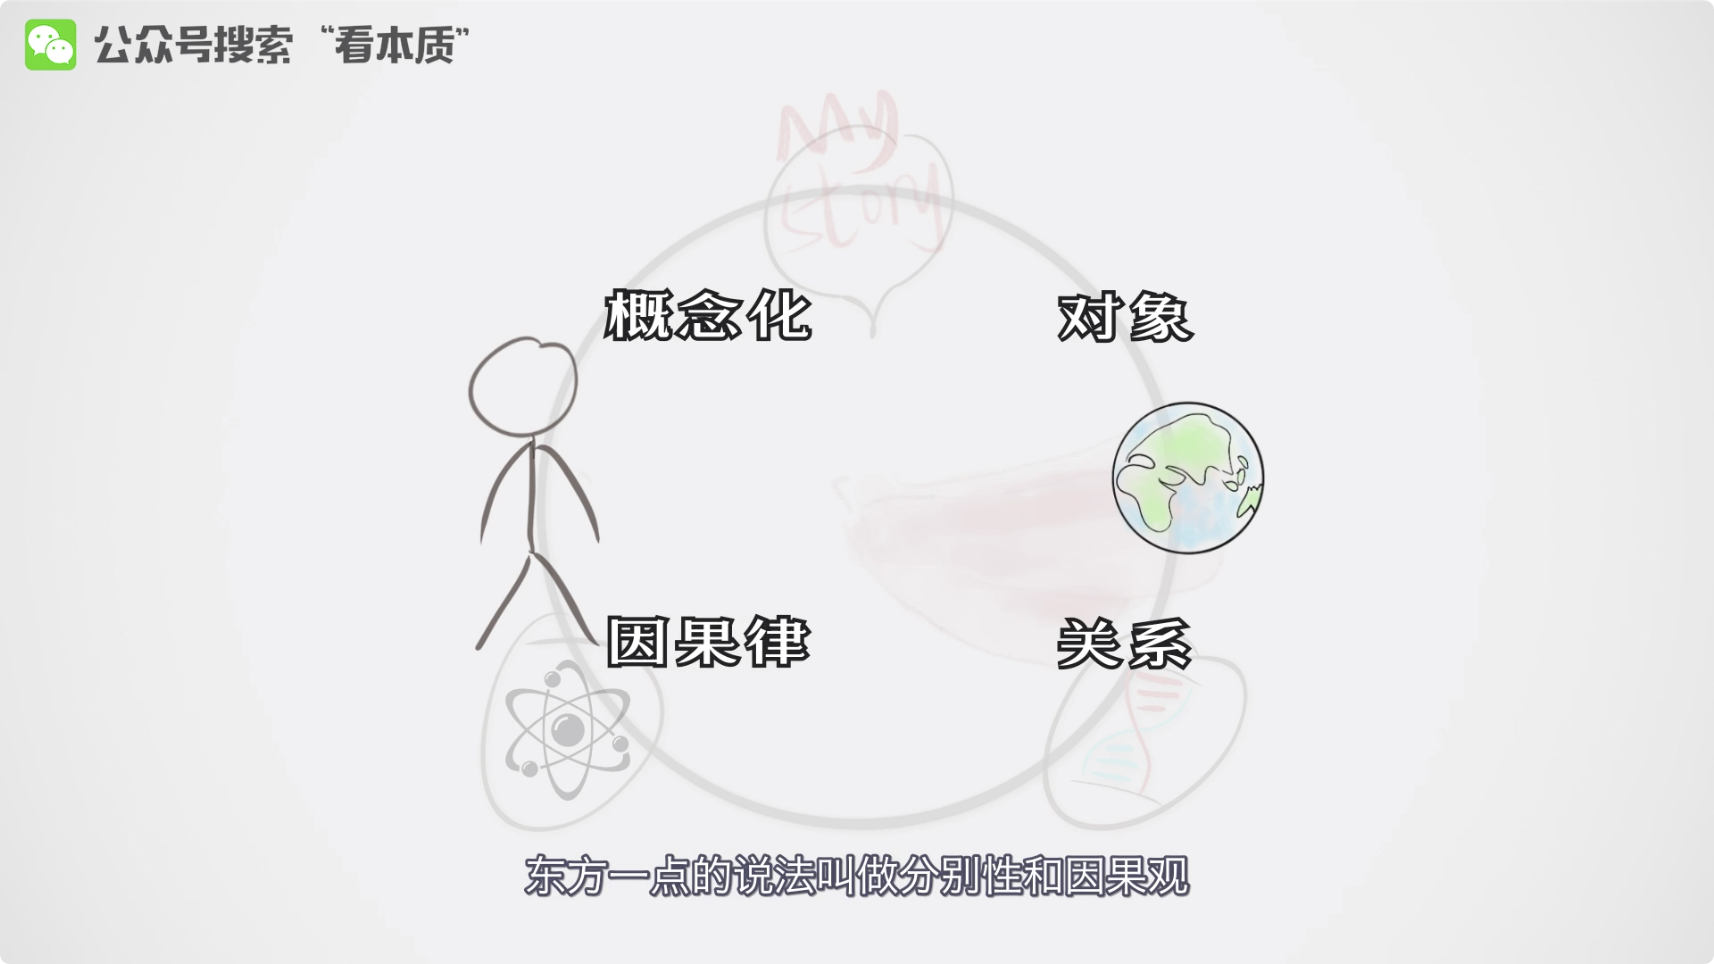 公众号搜索“看本质”
My
story
概念化
对象
因果律
关系
东方一点的说法叫做分别性和因果观